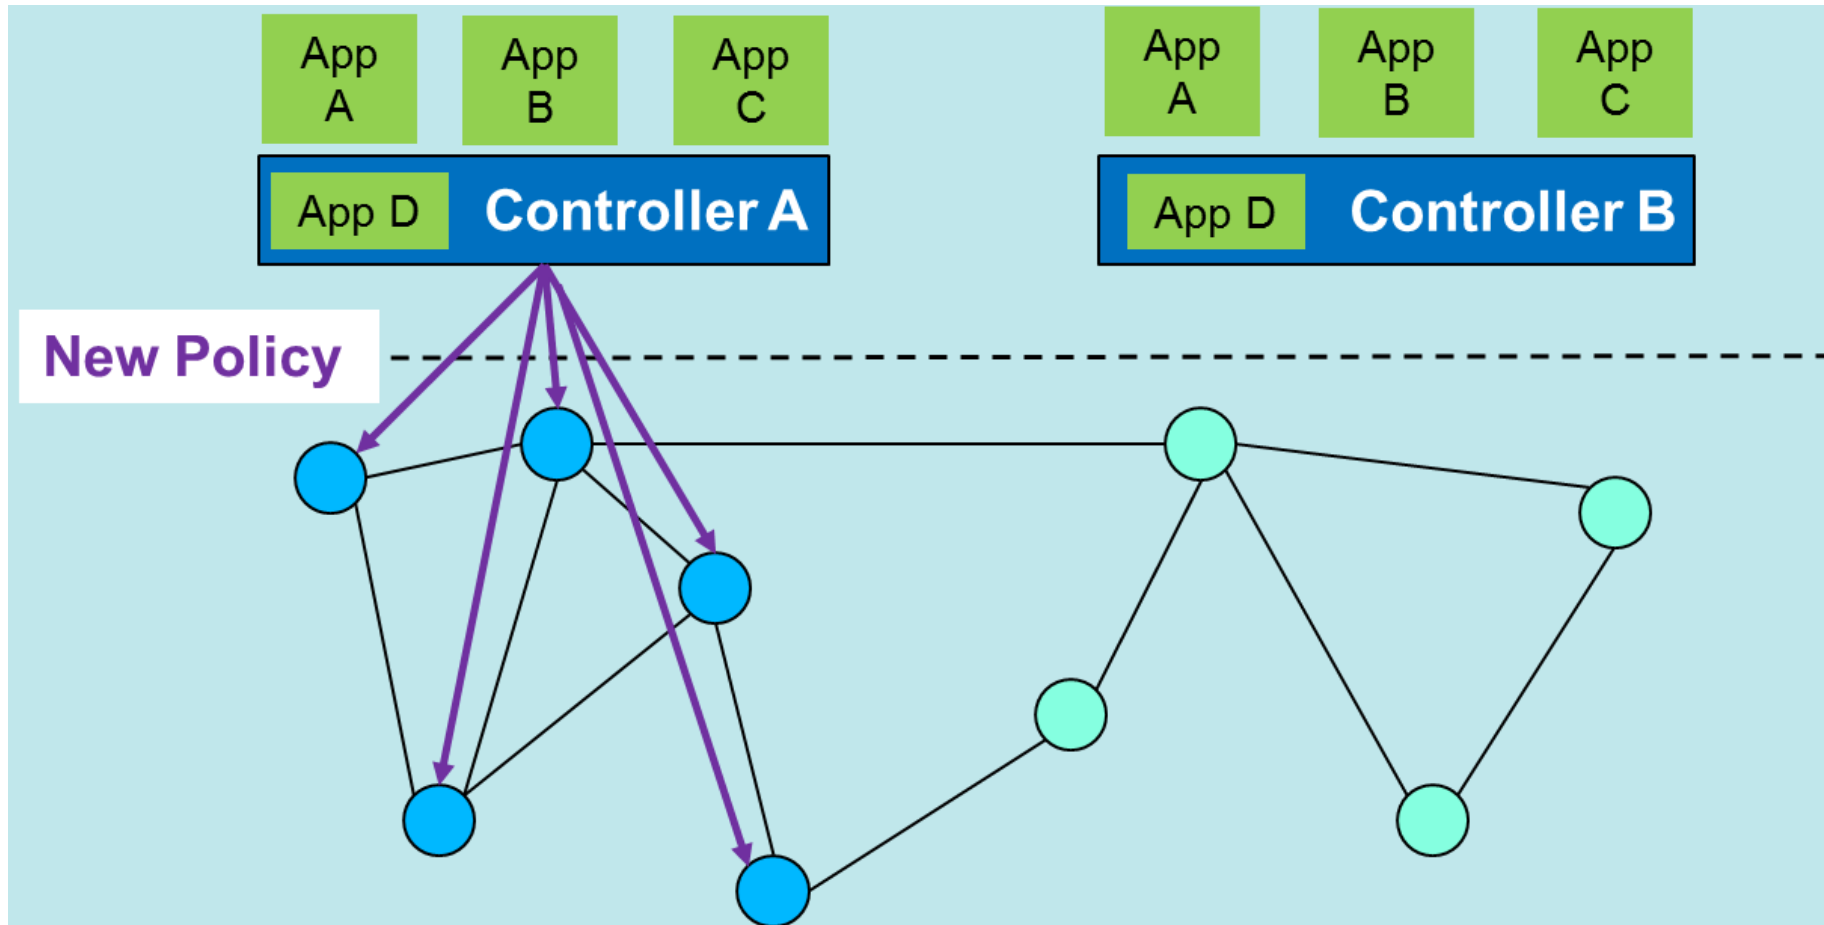 App
A
App
B
App
C
App
A
App
B
App
C
App D
Controller A
App D
Controller B
New Policy